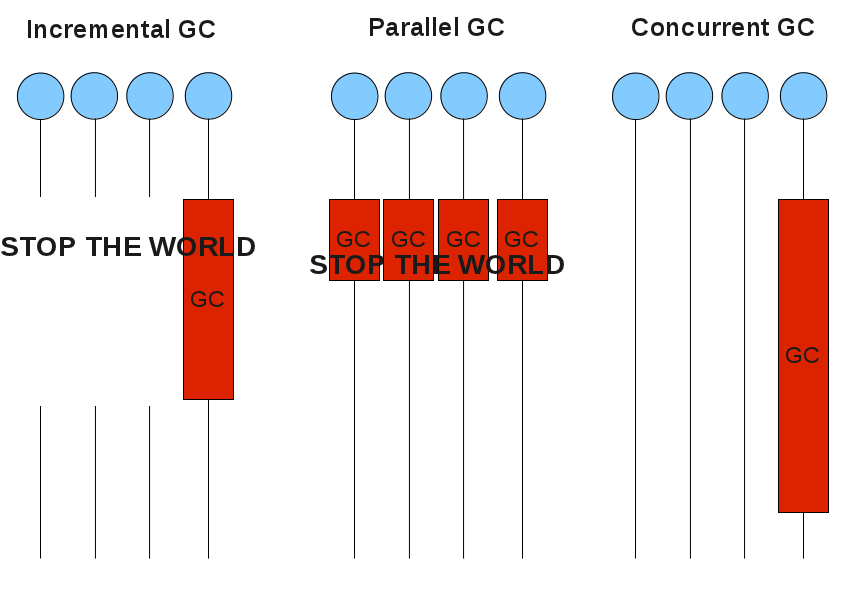 Incremental GC
Parallel GC
Concurrent GC
STOP THE WORLD
GC
GC GC GC GC
STOP THE WORLD
GC